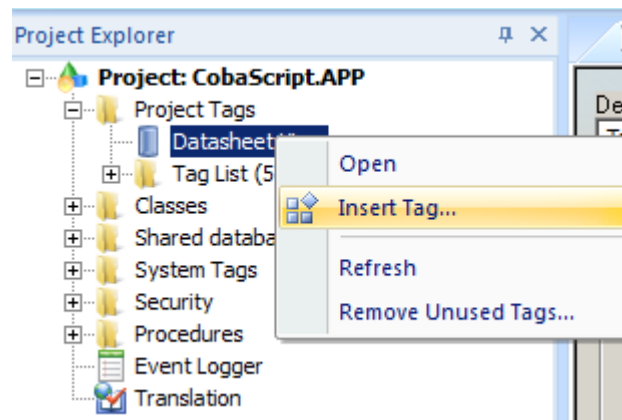 Project Explorer
Project: CobaScript.APP
Project Tags
Datasheet
Tag List (5
Classes
Shared databa
System Tags
Security
Procedures
Event Logger
Translation
Open
Insert Tag...
Refresh
Remove Unused Tags...
De